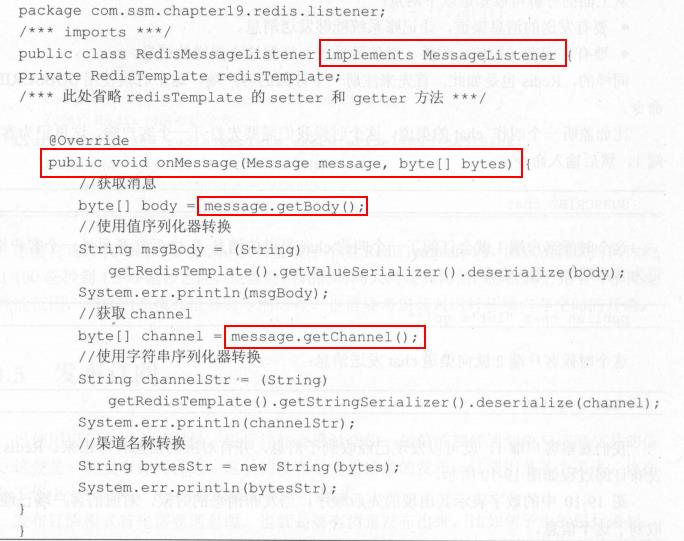 package com.ssm.chapter19.redis.listener;
/*** imports ***/
public class RedisMessageListener implements MessageListener {
private RedisTemplate redisTemplate;
/*** 此处省略 redisTemplate 的 setter 和 getter 方法 ***/
@Override
public void onMessage(Message message, byte[] bytes) {
//获取消息
byte[] body = message.getBody();
//使用值序列化器转换
String msgBody = (String)
getRedisTemplate().getValueSerializer().deserialize(body);
System.err.println(msgBody);
//获取 channel
byte[] channel = message.getChannel();
//使用字符串序列化器转换
String channelStr = (String)
getRedisTemplate().getStringSerializer().deserialize(channel);
System.err.println(channelStr);
//渠道名称转换
String bytesStr = new String(bytes);
System.err.println(bytesStr);
}
}